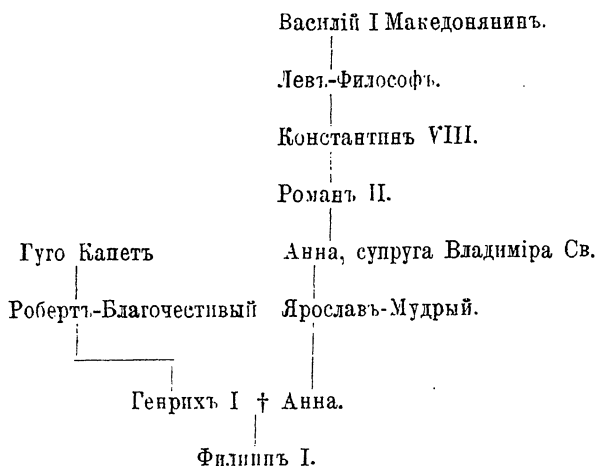 Василій I Македонянинъ.
Левъ-Философъ.
Константинъ VIII.
Романъ II.
Гуго Капетъ Анна, супруга Владиміра Св.
Робертъ-Благочестивый Ярославъ-Мудрый.
Генрихъ I † Анна.
Филиппъ I.